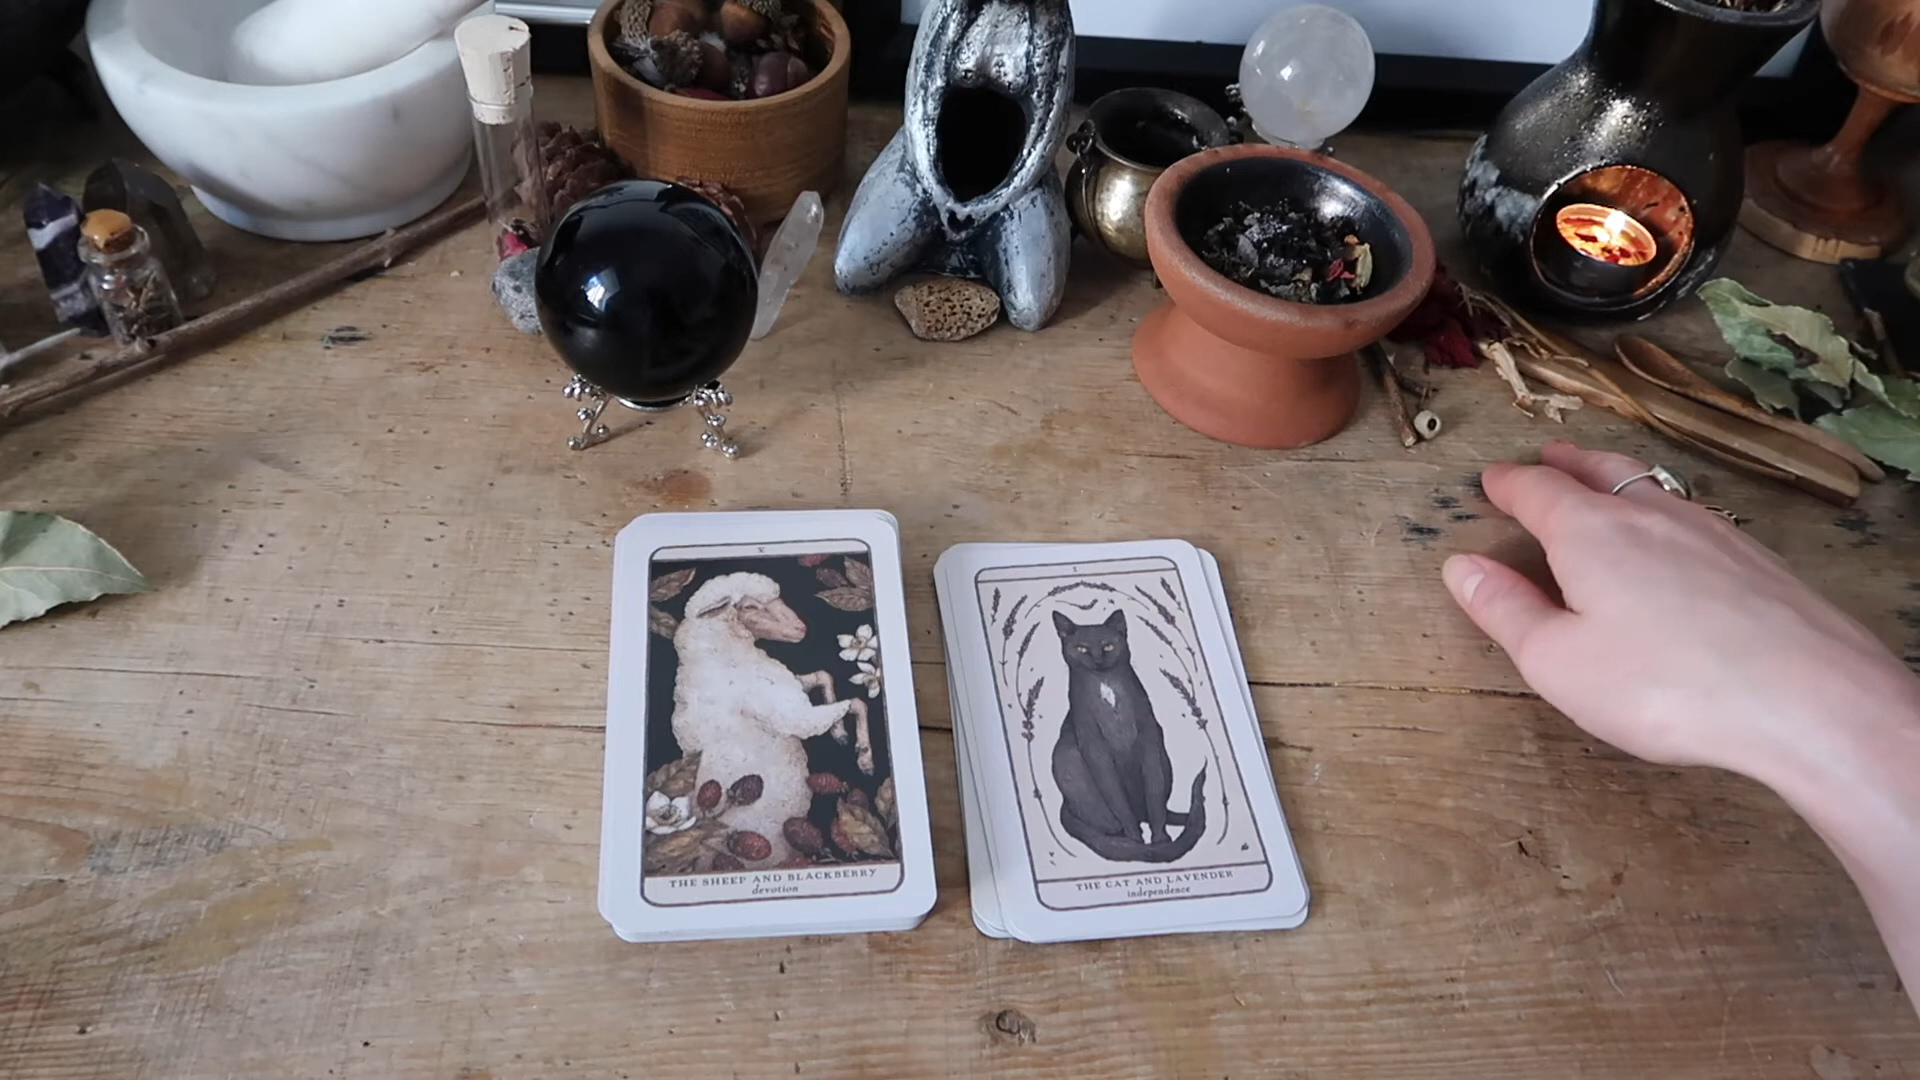 V
THE SHEEP AND BLACKBERRY
devotion
I
THE CAT AND LAVENDER
independence